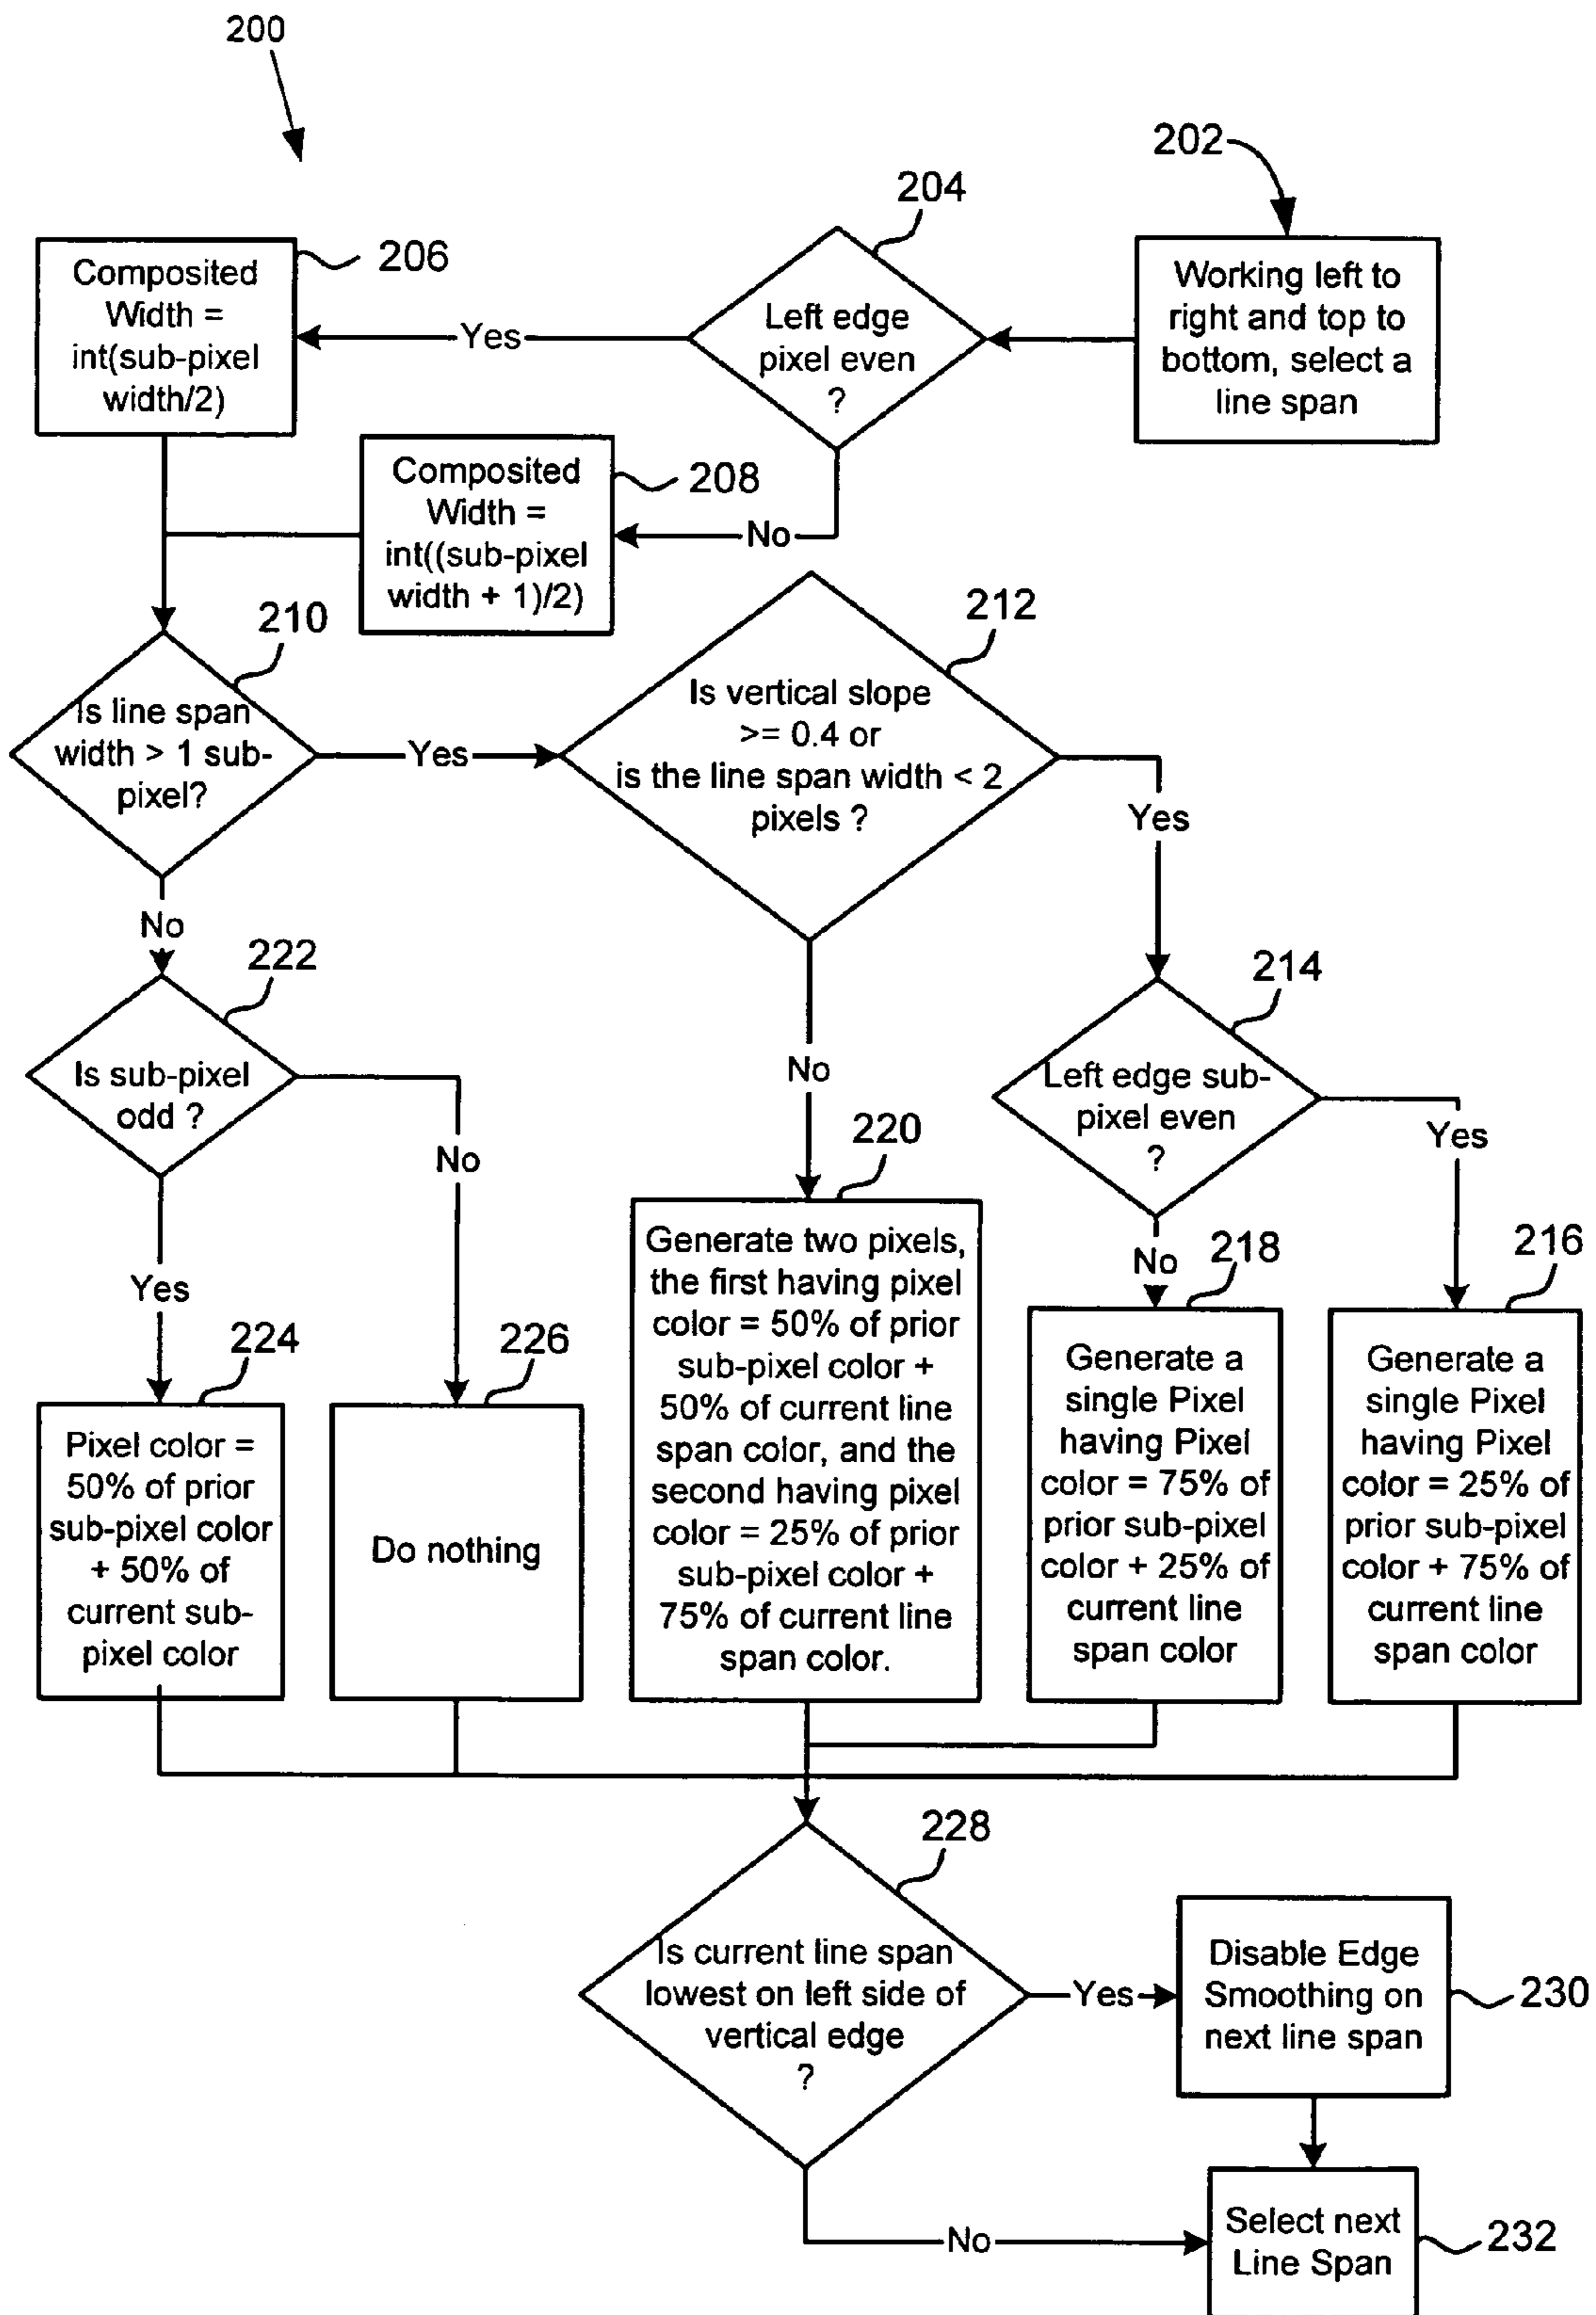 200
202
204
206
Composited
Width =
int(sub-pixel
width/2)
Yes
Left edge
pixel even
?
Working left to
right and top to
bottom, select a
line span
208
Composited
Width =
int((sub-pixel
width + 1)/2)
No
210
Is line span
width > 1 sub-
pixel?
Yes
212
Is vertical slope
>= 0.4 or
is the line span width < 2
pixels ?
Yes
No
222
Is sub-pixel
odd ?
No
Yes
No
214
Left edge sub-
pixel even
?
Yes
No
224
Pixel color =
50% of prior
sub-pixel color
+ 50% of
current sub-
pixel color
226
Do nothing
220
Generate two pixels,
the first having pixel
color = 50% of prior
sub-pixel color +
50% of current line
span color, and the
second having pixel
color = 25% of prior
sub-pixel color +
75% of current line
span color.
218
Generate a
single Pixel
having Pixel
color = 75% of
prior sub-pixel
color + 25% of
current line
span color
216
Generate a
single Pixel
having Pixel
color = 25% of
prior sub-pixel
color + 75% of
current line
span color
228
Is current line span
lowest on left side of
vertical edge
?
Yes
Disable Edge
Smoothing on
next line span
230
No
Select next
Line Span
232